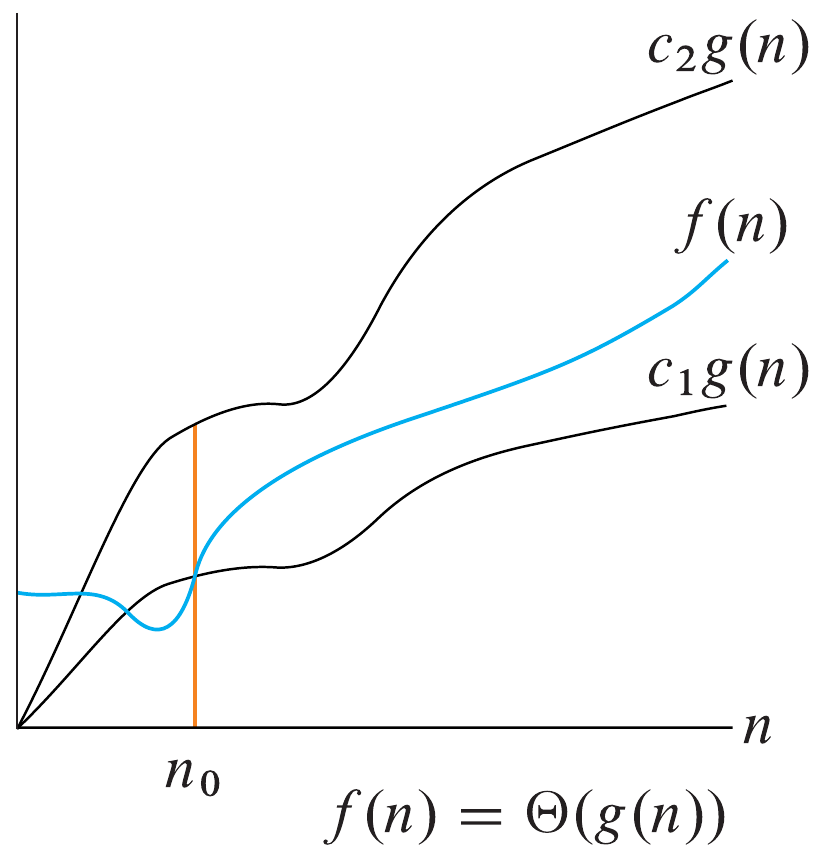 c₂g(n)
f(n)
c₁g(n)
n
n₀
f(n) = Θ(g(n))